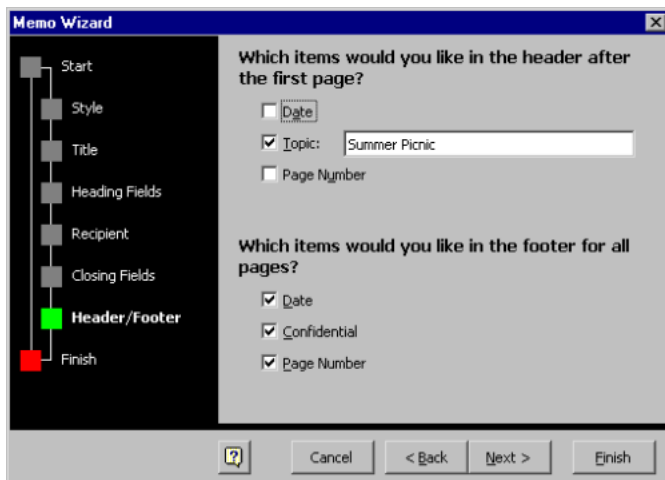 Memo Wizard
Start
Style
Title
Heading Fields
Recipient
Closing Fields
Header/Footer
Finish
Which items would you like in the header after
the first page?
Date
Topic: Summer Picnic
Page Number
Which items would you like in the footer for all
pages?
Date
Confidential
Page Number
? Cancel < Back Next > Finish